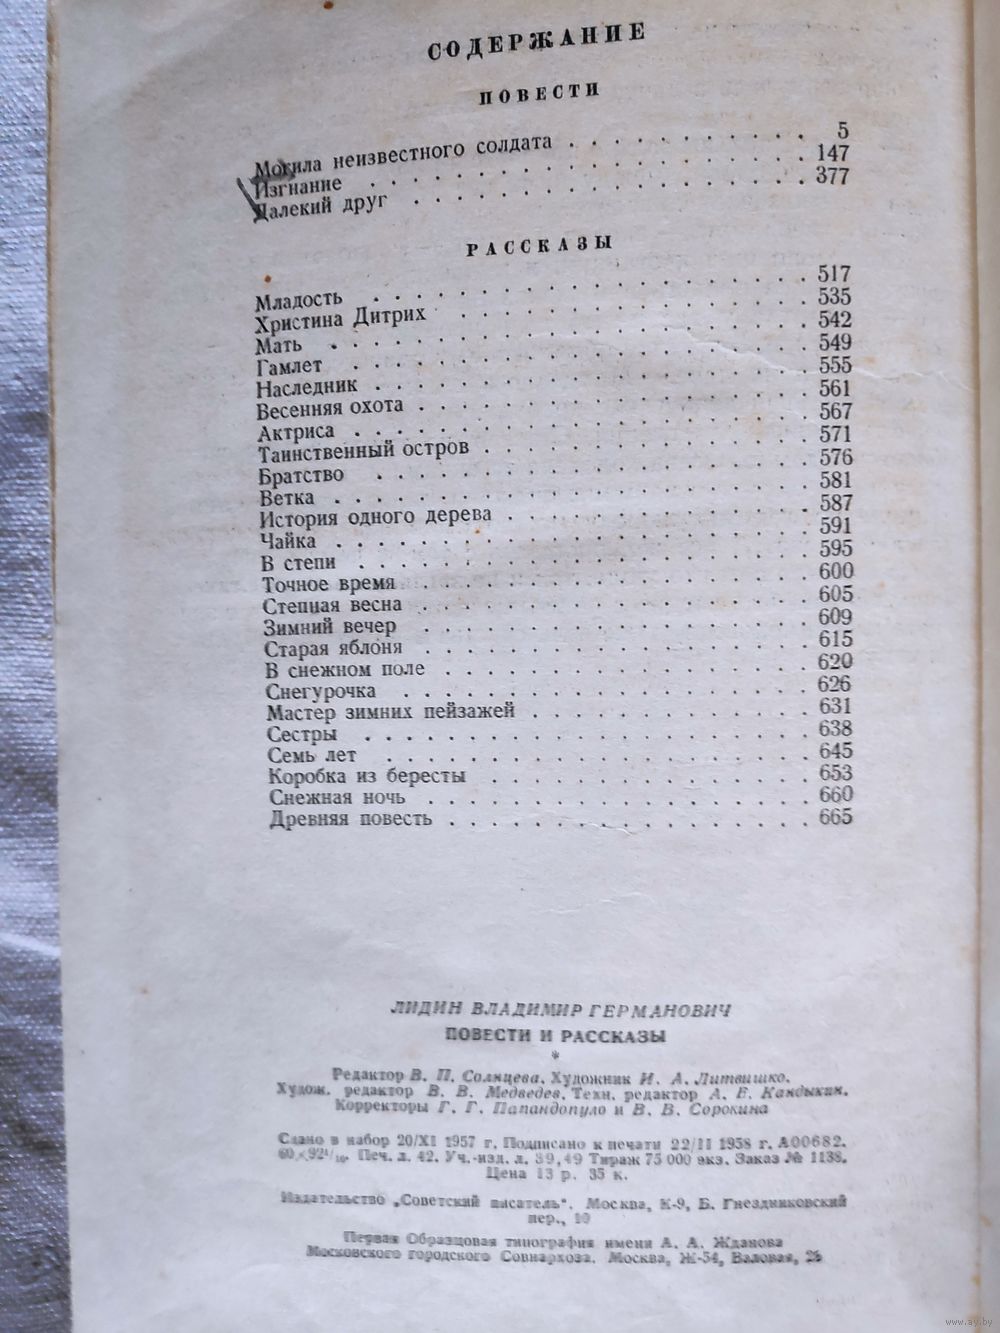 СОДЕРЖАНИЕ
ПОВЕСТИ
Могила неизвестного солдата . . . . . . . . . . . 5
Изгнание . . . . . . . . . . . . . . . . . . . . 147
Далекий друг . . . . . . . . . . . . . . . . . . 377
РАССКАЗЫ
Младость . . . . . . . . . . . . . . . . . . . . 517
Христина Дитрих . . . . . . . . . . . . . . . . 535
Мать . . . . . . . . . . . . . . . . . . . . . . 542
Гамлет . . . . . . . . . . . . . . . . . . . . . 549
Наследник . . . . . . . . . . . . . . . . . . . 555
Весенняя охота . . . . . . . . . . . . . . . . . 561
Актриса . . . . . . . . . . . . . . . . . . . . 567
Таинственный остров . . . . . . . . . . . . . . 571
Братство . . . . . . . . . . . . . . . . . . . . 576
Ветка . . . . . . . . . . . . . . . . . . . . . 581
История одного дерева . . . . . . . . . . . . . 587
Чайка . . . . . . . . . . . . . . . . . . . . . 591
В степи . . . . . . . . . . . . . . . . . . . . 595
Точное время . . . . . . . . . . . . . . . . . . 600
Степная весна . . . . . . . . . . . . . . . . . 605
Зимний вечер . . . . . . . . . . . . . . . . . . 609
Старая яблоня . . . . . . . . . . . . . . . . . 615
В снежном поле . . . . . . . . . . . . . . . . . 620
Снегурочка . . . . . . . . . . . . . . . . . . . 626
Мастер зимних пейзажей . . . . . . . . . . . . . 631
Сестры . . . . . . . . . . . . . . . . . . . . . 638
Семь лет . . . . . . . . . . . . . . . . . . . . 645
Коробка из бересты . . . . . . . . . . . . . . . 653
Снежная ночь . . . . . . . . . . . . . . . . . . 660
Древняя повесть . . . . . . . . . . . . . . . . 665
ЛИДИН ВЛАДИМИР ГЕРМАНОВИЧ
ПОВЕСТИ И РАССКАЗЫ
*
Редактор В. П. Солнцева. Художник И. А. Литвишко.
Худож. редактор В. В. Медведев. Техн. редактор А. Е. Кандыкин.
Корректоры Г. Г. Папандопуло и В. В. Сорокина
Сдано в набор 20/XI 1957 г. Подписано к печати 22/II 1958 г. А00682.
60×92 1/16. Печ. л. 42. Уч.-изд. л. 39,49 Тираж 75 000 экз. Заказ № 1138.
Цена 13 р. 35 к.
Издательство „Советский писатель“. Москва, К-9, Б. Гнездниковский
пер., 10
Первая Образцовая типография имени А. А. Жданова
Московского городского Совнархоза. Москва, Ж-54, Валовая, 28
www.ay.by